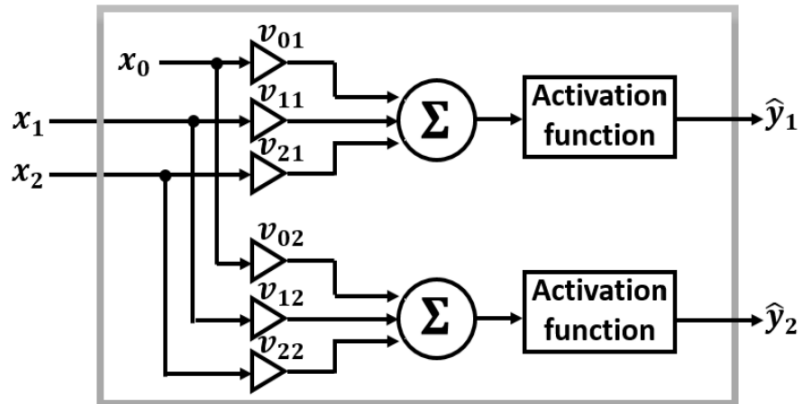 x₀
v₀₁
x₁
v₁₁
Σ
Activation
function
ŷ₁
x₂
v₂₁
v₀₂
v₁₂
Σ
Activation
function
ŷ₂
v₂₂